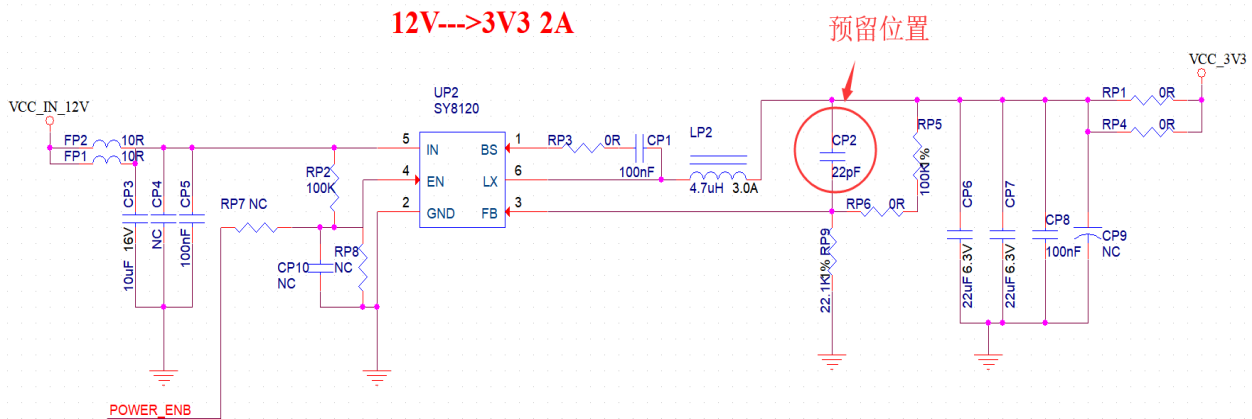 12V--->3V3 2A
预留位置
VCC_3V3
VCC_IN_12V
UP2
SY8120
RP1 0R
RP4 0R
FP2 10R
FP1 10R
5 IN
BS 1
RP3 0R
CP1
100nF
LP2
4.7uH 3.0A
CP2
22pF
RP5
100K1%
4 EN
LX 6
2 GND
FB 3
RP2
100K
RP6 0R
CP3
10uF 16V
CP4
NC
CP5
100nF
RP7 NC
CP10
NC
RP8
NC
RP9
22.1K1%
CP6
22uF 6.3V
CP7
22uF 6.3V
CP8
100nF
CP9
NC
POWER_ENB